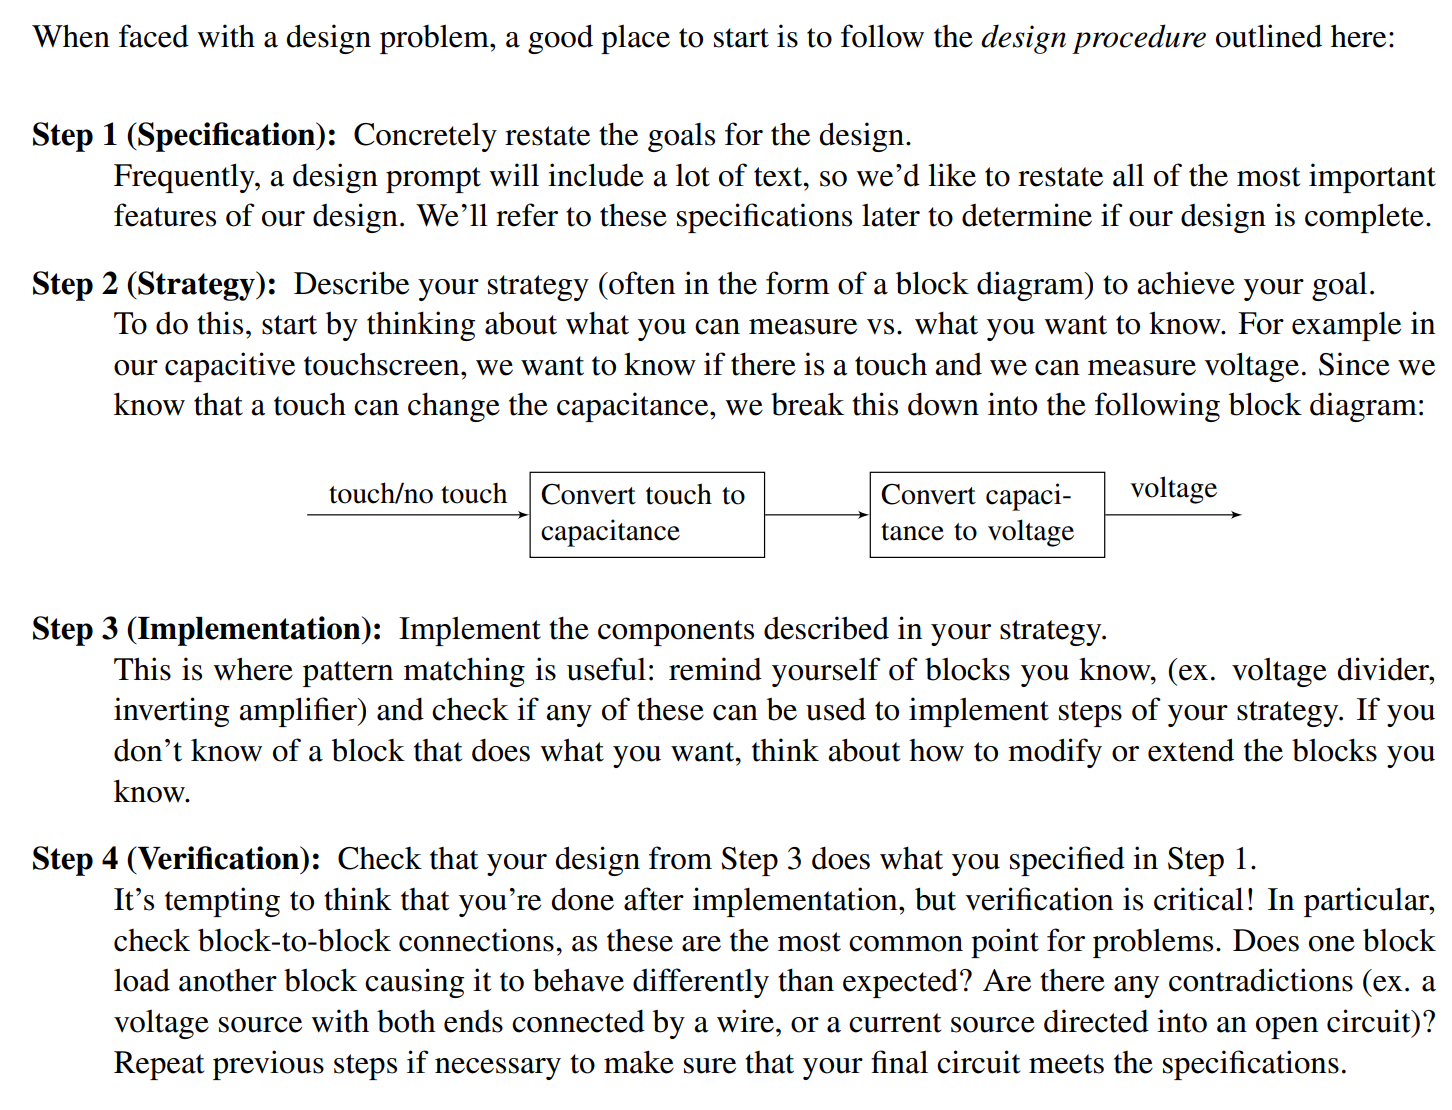 When faced with a design problem, a good place to start is to follow the design procedure outlined here:
Step 1 (Specification): Concretely restate the goals for the design.
Frequently, a design prompt will include a lot of text, so we’d like to restate all of the most important
features of our design. We’ll refer to these specifications later to determine if our design is complete.
Step 2 (Strategy): Describe your strategy (often in the form of a block diagram) to achieve your goal.
To do this, start by thinking about what you can measure vs. what you want to know. For example in
our capacitive touchscreen, we want to know if there is a touch and we can measure voltage. Since we
know that a touch can change the capacitance, we break this down into the following block diagram:
touch/no touch
Convert touch to
capacitance
Convert capaci-
tance to voltage
voltage
Step 3 (Implementation): Implement the components described in your strategy.
This is where pattern matching is useful: remind yourself of blocks you know, (ex. voltage divider,
inverting amplifier) and check if any of these can be used to implement steps of your strategy. If you
don’t know of a block that does what you want, think about how to modify or extend the blocks you
know.
Step 4 (Verification): Check that your design from Step 3 does what you specified in Step 1.
It’s tempting to think that you’re done after implementation, but verification is critical! In particular,
check block-to-block connections, as these are the most common point for problems. Does one block
load another block causing it to behave differently than expected? Are there any contradictions (ex. a
voltage source with both ends connected by a wire, or a current source directed into an open circuit)?
Repeat previous steps if necessary to make sure that your final circuit meets the specifications.